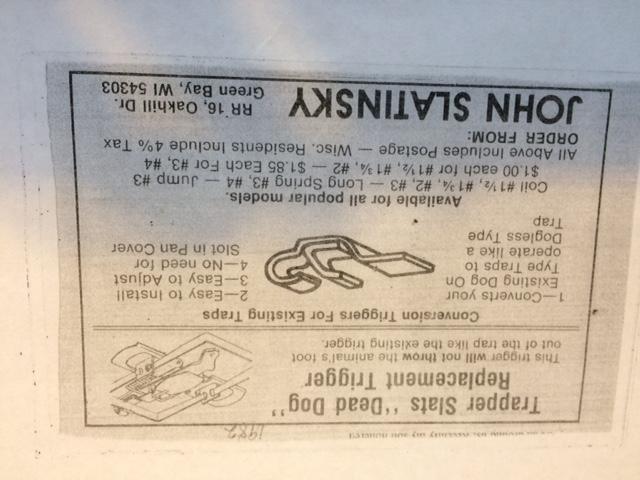 1982
Trapper Slats "Dead Dog"
Replacement Trigger
This trigger will not throw the animal's foot
out of the trap like the existing trigger.
Conversion Triggers For Existing Traps
1—Converts your
Existing Dog On
Type Traps to
operate like a
Dogless Type
Trap
2—Easy to Install
3—Easy to Adjust
4—No need for
Slot in Pan Cover
Available for all popular models.
Coil #1½, #1¾, #2, #3 — Long Spring #3, #4 — Jump #3
$1.00 each for #1½, #1¾, #2 — $1.85 Each For #3, #4
All Above Includes Postage — Wisc. Residents Include 4% Tax
ORDER FROM:
JOHN SLATINSKY
RR 16, Oakhill Dr.
Green Bay, WI 54303